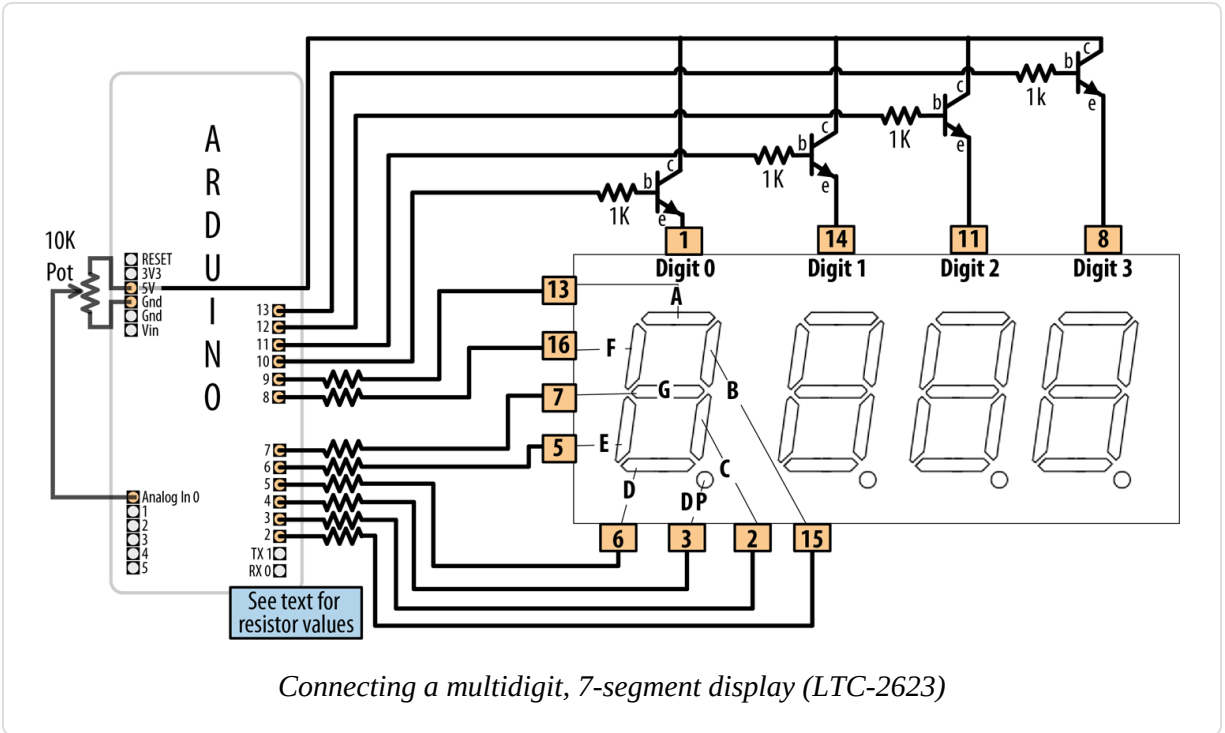 c
b
1k
e
c
b
1K
e
c
b
1K
e
c
b
1K
e
ARDUINO
10K
Pot
RESET
3V3
5V
Gnd
Gnd
Vin
13
12
11
10
9
8
7
6
5
4
3
2
TX 1
RX 0
Analog In 0
1
2
3
4
5
See text for
resistor values
1
14
11
8
Digit 0
Digit 1
Digit 2
Digit 3
13
16
7
5
A
F
G
B
E
C
D
DP
6
3
2
15
Connecting a multidigit, 7-segment display (LTC-2623)